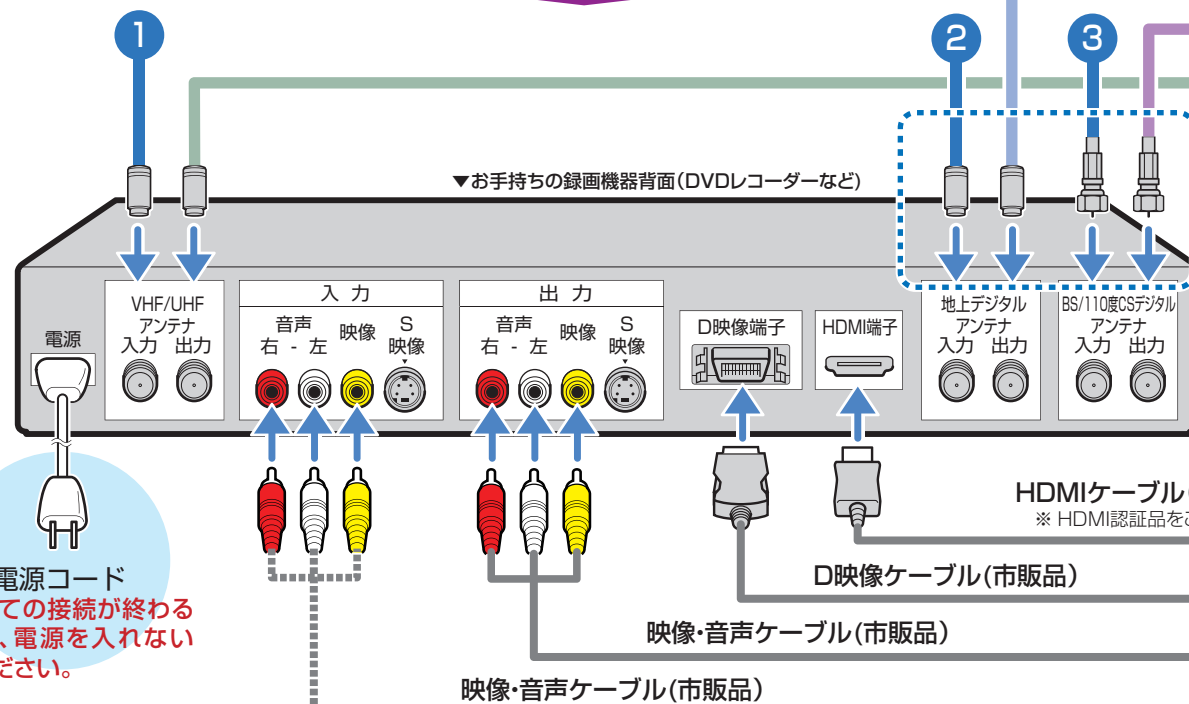 1
2
3
▼お手持ちの録画機器背面(DVDレコーダーなど)
電源
VHF/UHF
アンテナ
入力 出力
入 力
音声
右 - 左
映像
S
映像
出 力
音声
右 - 左
映像
S
映像
D映像端子
HDMI端子
地上デジタル
アンテナ
入力 出力
BS/110度CSデジタル
アンテナ
入力 出力
HDMIケーブル(
※ HDMI認証品をご
電源コード
ての接続が終わる
、電源を入れない
ださい。
D映像ケーブル(市販品)
映像・音声ケーブル(市販品)
映像・音声ケーブル(市販品)